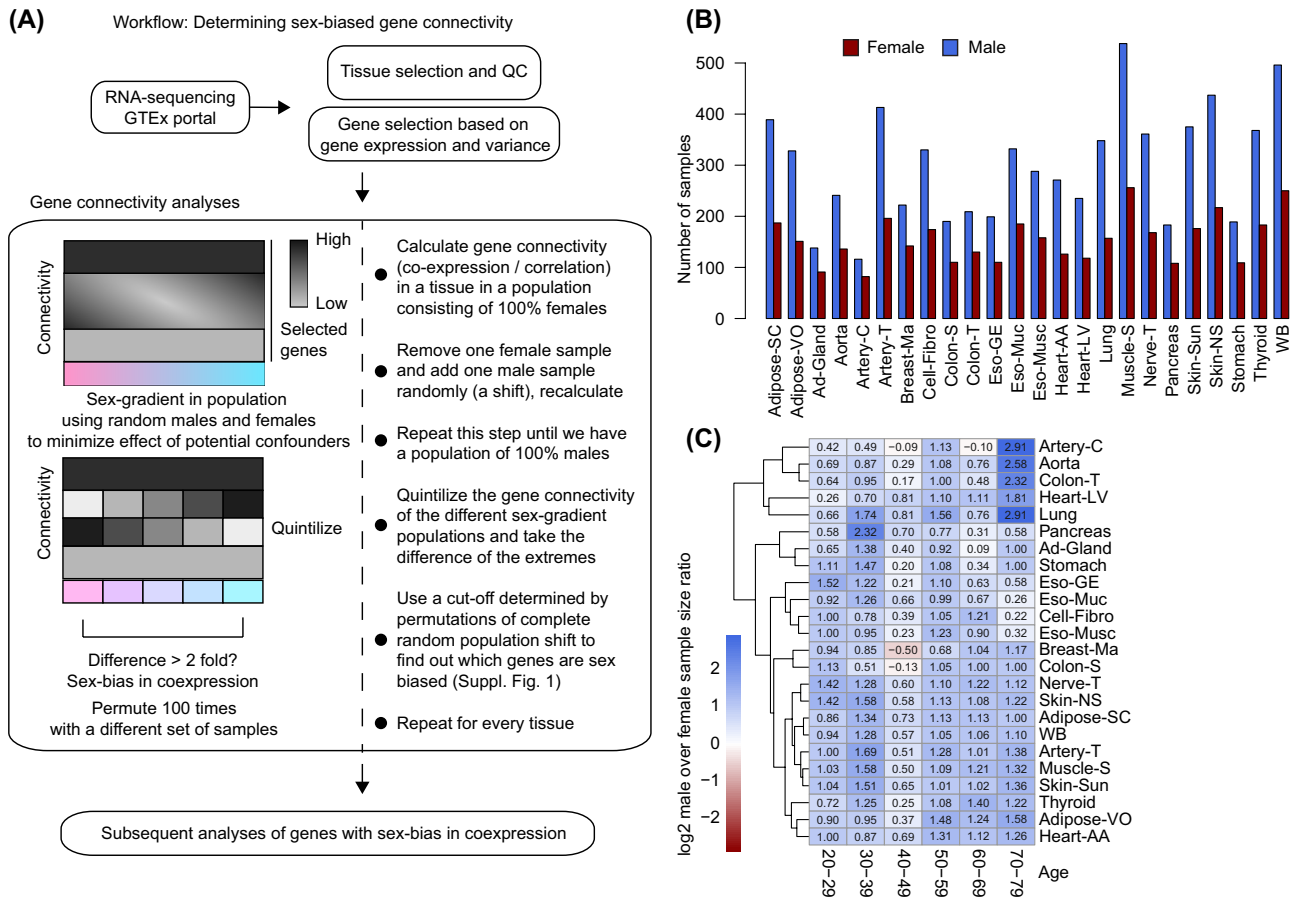 (A)
Workflow: Determining sex-biased gene connectivity
RNA-sequencing
GTEx portal
Tissue selection and QC
Gene selection based on
gene expression and variance
Gene connectivity analyses
Connectivity
High
Low
Selected
genes
Sex-gradient in population
using random males and females
to minimize effect of potential confounders
Connectivity
Quintilize
Difference > 2 fold?
Sex-bias in coexpression
Permute 100 times
with a different set of samples
Calculate gene connectivity
(co-expression / correlation)
in a tissue in a population
consisting of 100% females
Remove one female sample
and add one male sample
randomly (a shift), recalculate
Repeat this step until we have
a population of 100% males
Quintilize the gene connectivity
of the different sex-gradient
populations and take the
difference of the extremes
Use a cut-off determined by
permutations of complete
random population shift to
find out which genes are sex
biased (Suppl. Fig. 1)
Repeat for every tissue
Subsequent analyses of genes with sex-bias in coexpression
(B)
Female
Male
Number of samples
500
400
300
200
100
0
Adipose-SC
Adipose-VO
Ad-Gland
Aorta
Artery-C
Artery-T
Breast-Ma
Cell-Fibro
Colon-S
Colon-T
Eso-GE
Eso-Muc
Eso-Musc
Heart-AA
Heart-LV
Lung
Muscle-S
Nerve-T
Pancreas
Skin-Sun
Skin-NS
Stomach
Thyroid
WB
(C)
log2 male over female sample size ratio
2
1
0
−1
−2
0.42 0.49 −0.09 1.13 −0.10 2.91 Artery-C
0.69 0.87 0.29 1.08 0.76 2.58 Aorta
0.64 0.95 0.17 1.00 0.48 2.32 Colon-T
0.26 0.70 0.81 1.10 1.11 1.81 Heart-LV
0.66 1.74 0.81 1.56 0.76 2.91 Lung
0.58 2.32 0.70 0.77 0.31 0.58 Pancreas
0.65 1.38 0.40 0.92 0.09 1.00 Ad-Gland
1.11 1.47 0.20 1.08 0.34 1.00 Stomach
1.52 1.22 0.21 1.10 0.63 0.58 Eso-GE
0.92 1.26 0.66 0.99 0.67 0.26 Eso-Muc
1.00 0.78 0.39 1.05 1.21 0.22 Cell-Fibro
1.00 0.95 0.23 1.23 0.90 0.32 Eso-Musc
0.94 0.85 −0.50 0.68 1.04 1.17 Breast-Ma
1.13 0.51 −0.13 1.05 1.00 1.00 Colon-S
1.42 1.28 0.60 1.10 1.22 1.12 Nerve-T
1.42 1.58 0.58 1.13 1.08 1.22 Skin-NS
0.86 1.34 0.73 1.13 1.13 1.00 Adipose-SC
0.94 1.28 0.57 1.05 1.06 1.10 WB
1.00 1.69 0.51 1.28 1.01 1.38 Artery-T
1.03 1.58 0.50 1.09 1.21 1.32 Muscle-S
1.04 1.51 0.65 1.01 1.02 1.36 Skin-Sun
0.72 1.25 0.25 1.08 1.40 1.22 Thyroid
0.90 0.95 0.37 1.48 1.24 1.58 Adipose-VO
1.00 0.87 0.69 1.31 1.12 1.26 Heart-AA
20−29
30−39
40−49
50−59
60−69
70−79
Age